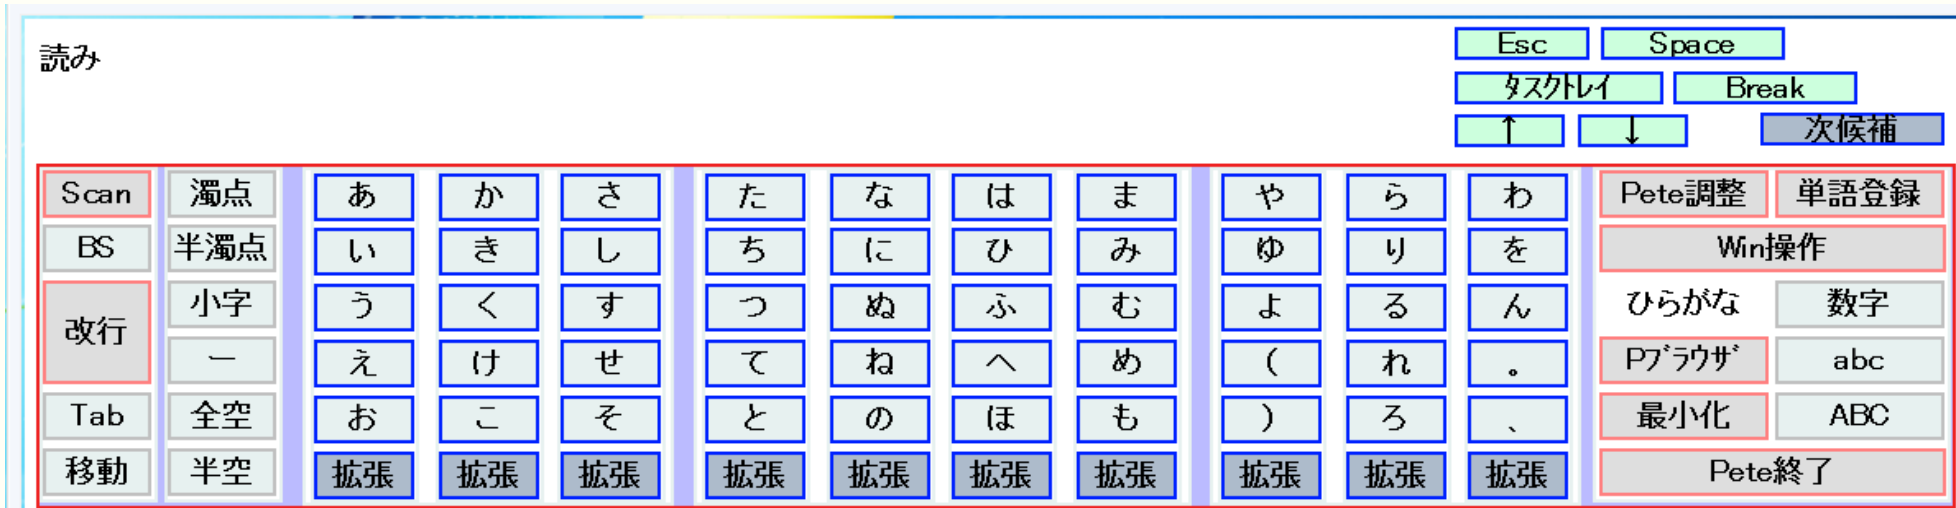 読み
Esc Space
ﾀｽｸﾄﾚｲ Break
↑ ↓ 次候補
Scan 濁点 あ か さ た な は ま や ら わ Pete調整 単語登録
BS 半濁点 い き し ち に ひ み ゆ り を Win操作
改行 小字 う く す つ ぬ ふ む よ る ん ひらがな 数字
ー え け せ て ね へ め ( れ 。 Pﾌﾞﾗｳｻﾞ abc
Tab 全空 お こ そ と の ほ も ) ろ 、 最小化 ABC
移動 半空 拡張 拡張 拡張 拡張 拡張 拡張 拡張 拡張 拡張 拡張 Pete終了